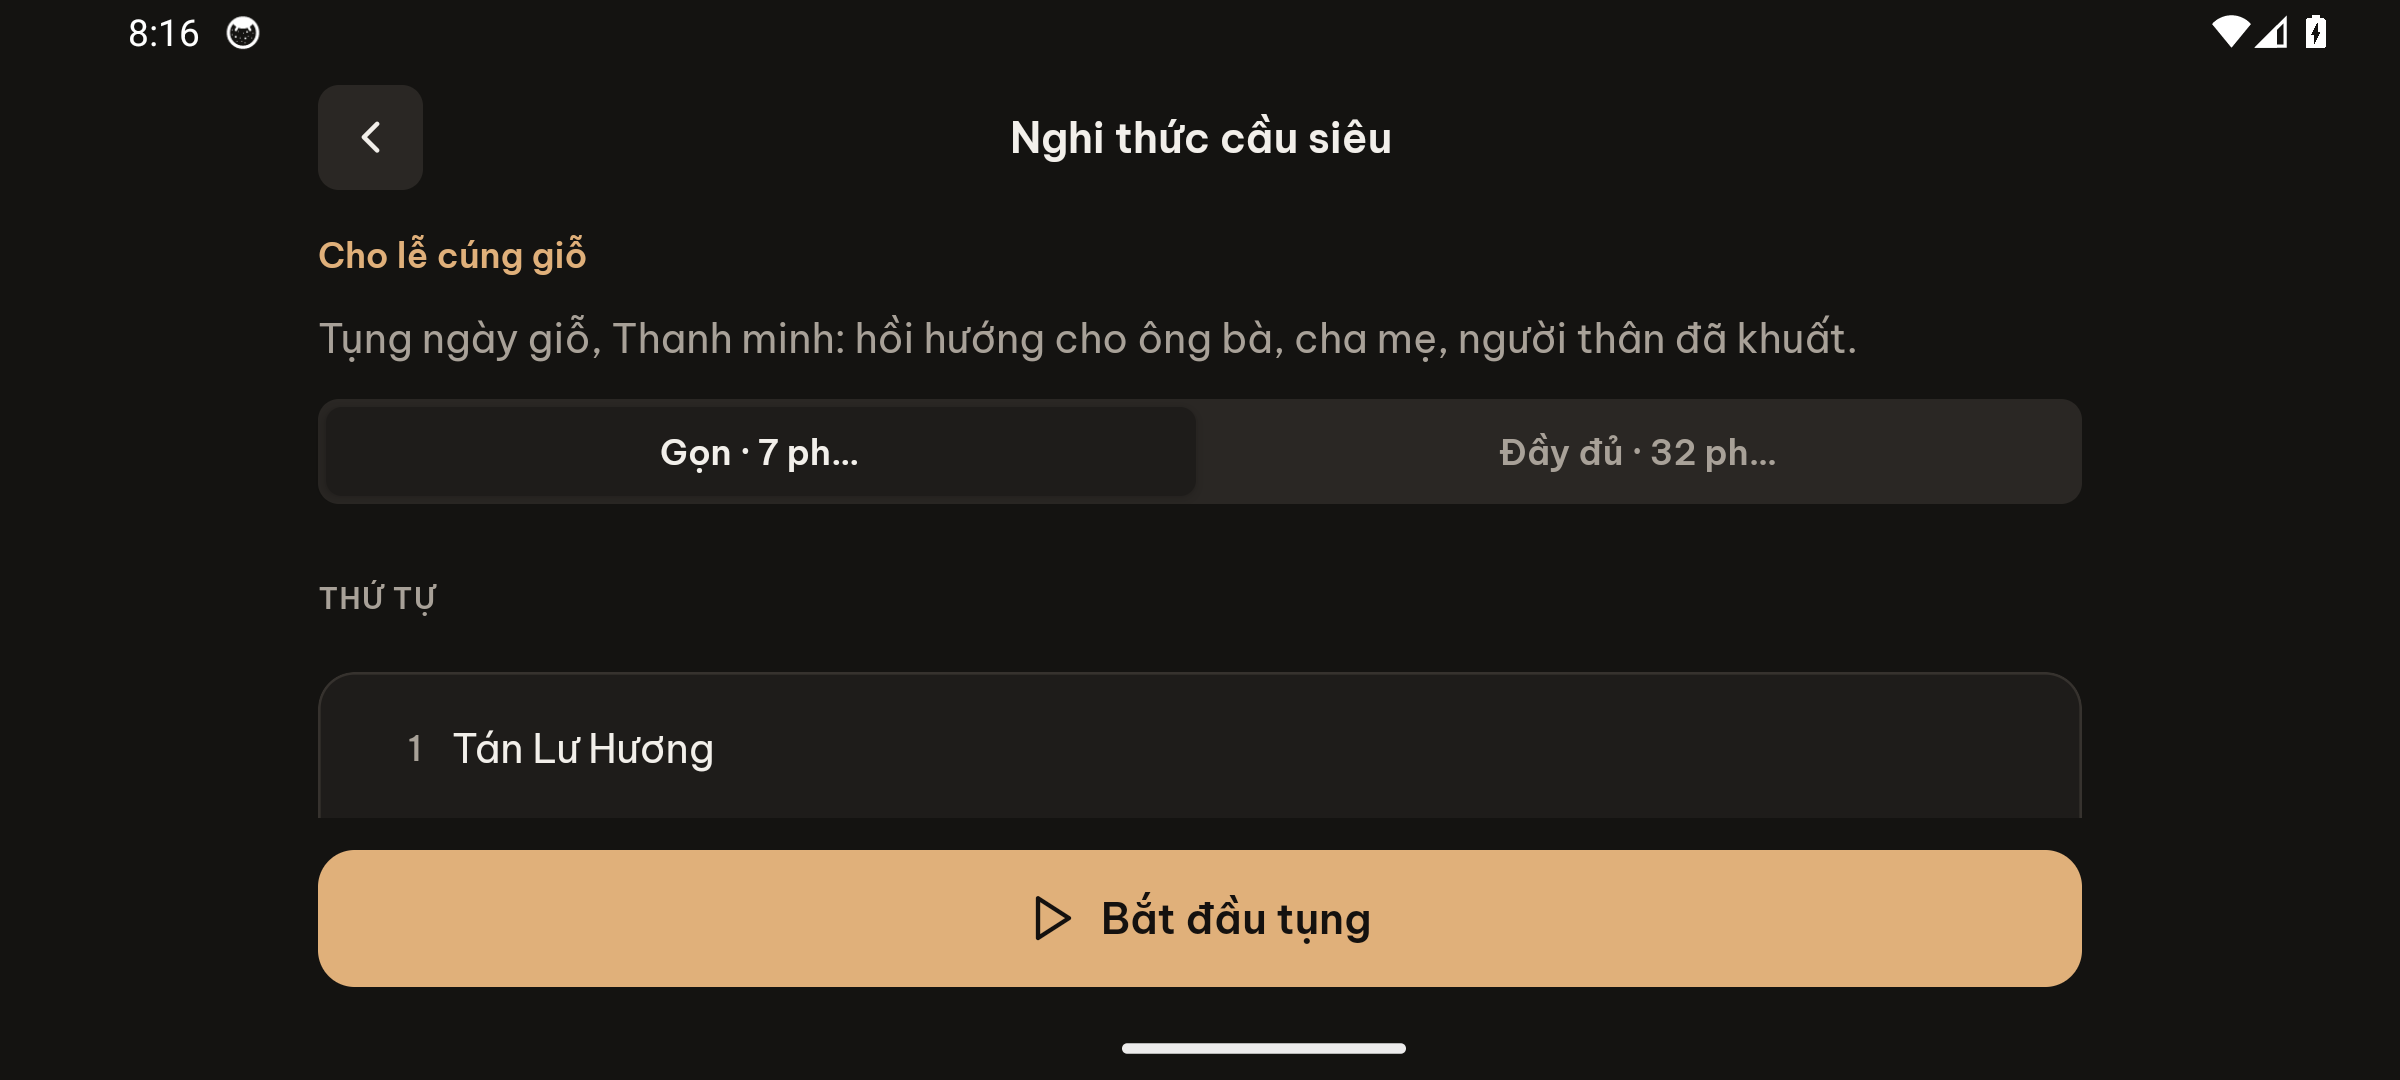 8:16
Nghi thức cầu siêu
Cho lễ cúng giỗ
Tụng ngày giỗ, Thanh minh: hồi hướng cho ông bà, cha mẹ, người thân đã khuất.
Gọn · 7 ph...
Đầy đủ · 32 ph...
THỨ TỰ
1 Tán Lư Hương
Bắt đầu tụng